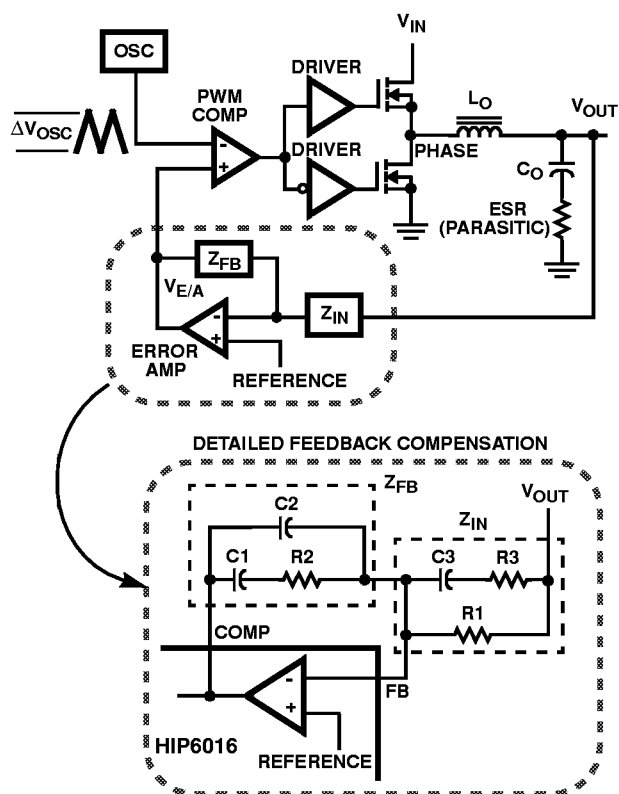 V_IN
OSC
DRIVER
PWM
COMP
L_O
V_OUT
ΔV_OSC
-
+
DRIVER
PHASE
C_O
ESR
(PARASITIC)
Z_FB
V_E/A
-
+
Z_IN
ERROR
AMP
REFERENCE
DETAILED FEEDBACK COMPENSATION
Z_FB
V_OUT
C2
Z_IN
C1
R2
C3
R3
R1
COMP
-
+
FB
HIP6016
REFERENCE